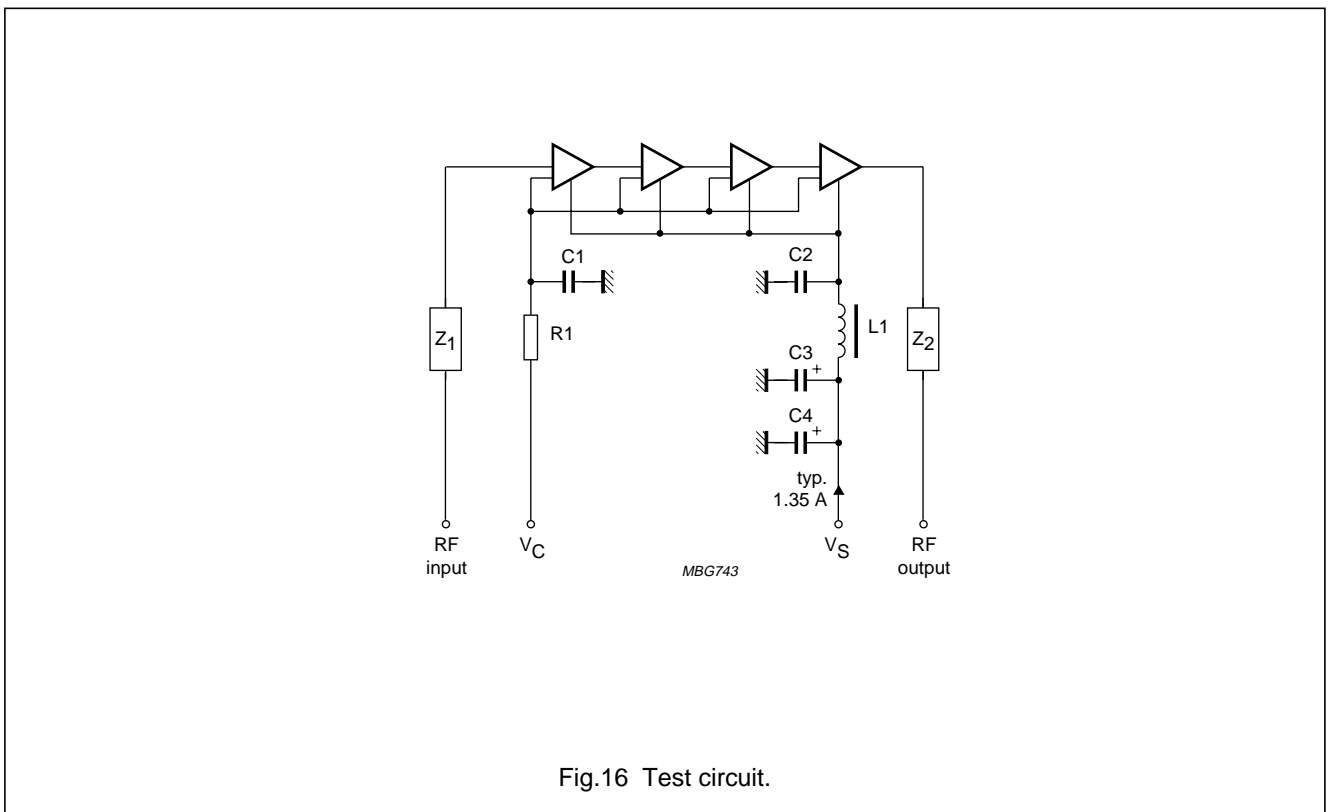 C1
C2
R1
L1
Z1
Z2
C3
+
C4
+
typ.
1.35 A
RF
input
VC
VS
RF
output
MBG743
Fig.16 Test circuit.